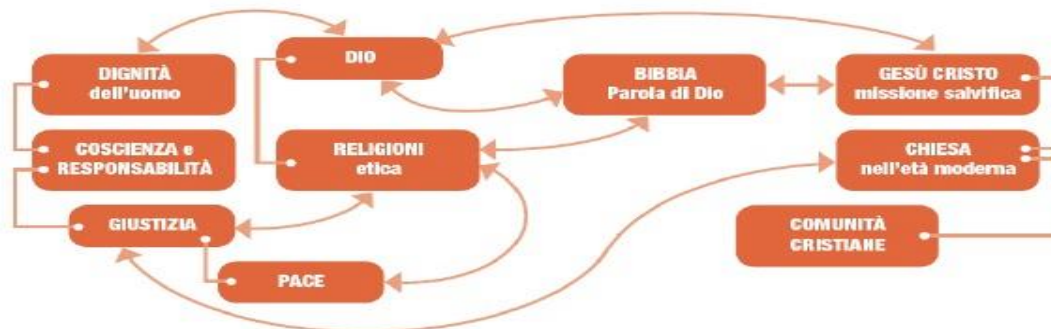 DIGNITÀ
dell'uomo
DIO
BIBBIA
Parola di Dio
GESÙ CRISTO
missione salvifica
COSCIENZA e
RESPONSABILITÀ
RELIGIONI
etica
CHIESA
nell'età moderna
GIUSTIZIA
COMUNITÀ
CRISTIANE
PACE